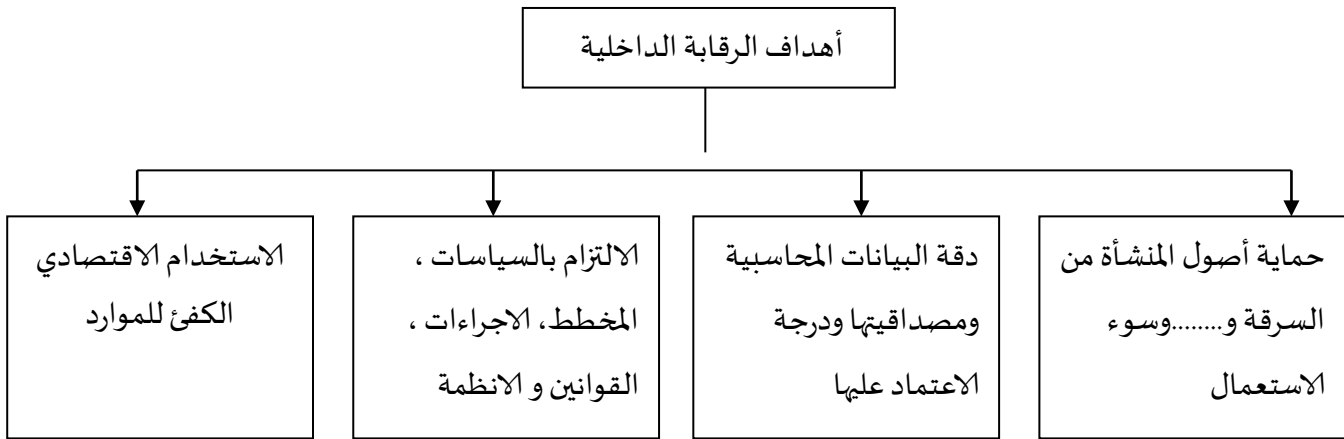 أهداف الرقابة الداخلية
حماية أصول المنشأة من
السرقة و........وسوء
الاستعمال
دقة البيانات المحاسبية
ومصداقيتها ودرجة
الاعتماد عليها
الالتزام بالسياسات ،
المخطط، الاجراءات ،
القوانين و الانظمة
الاستخدام الاقتصادي
الكفئ للموارد